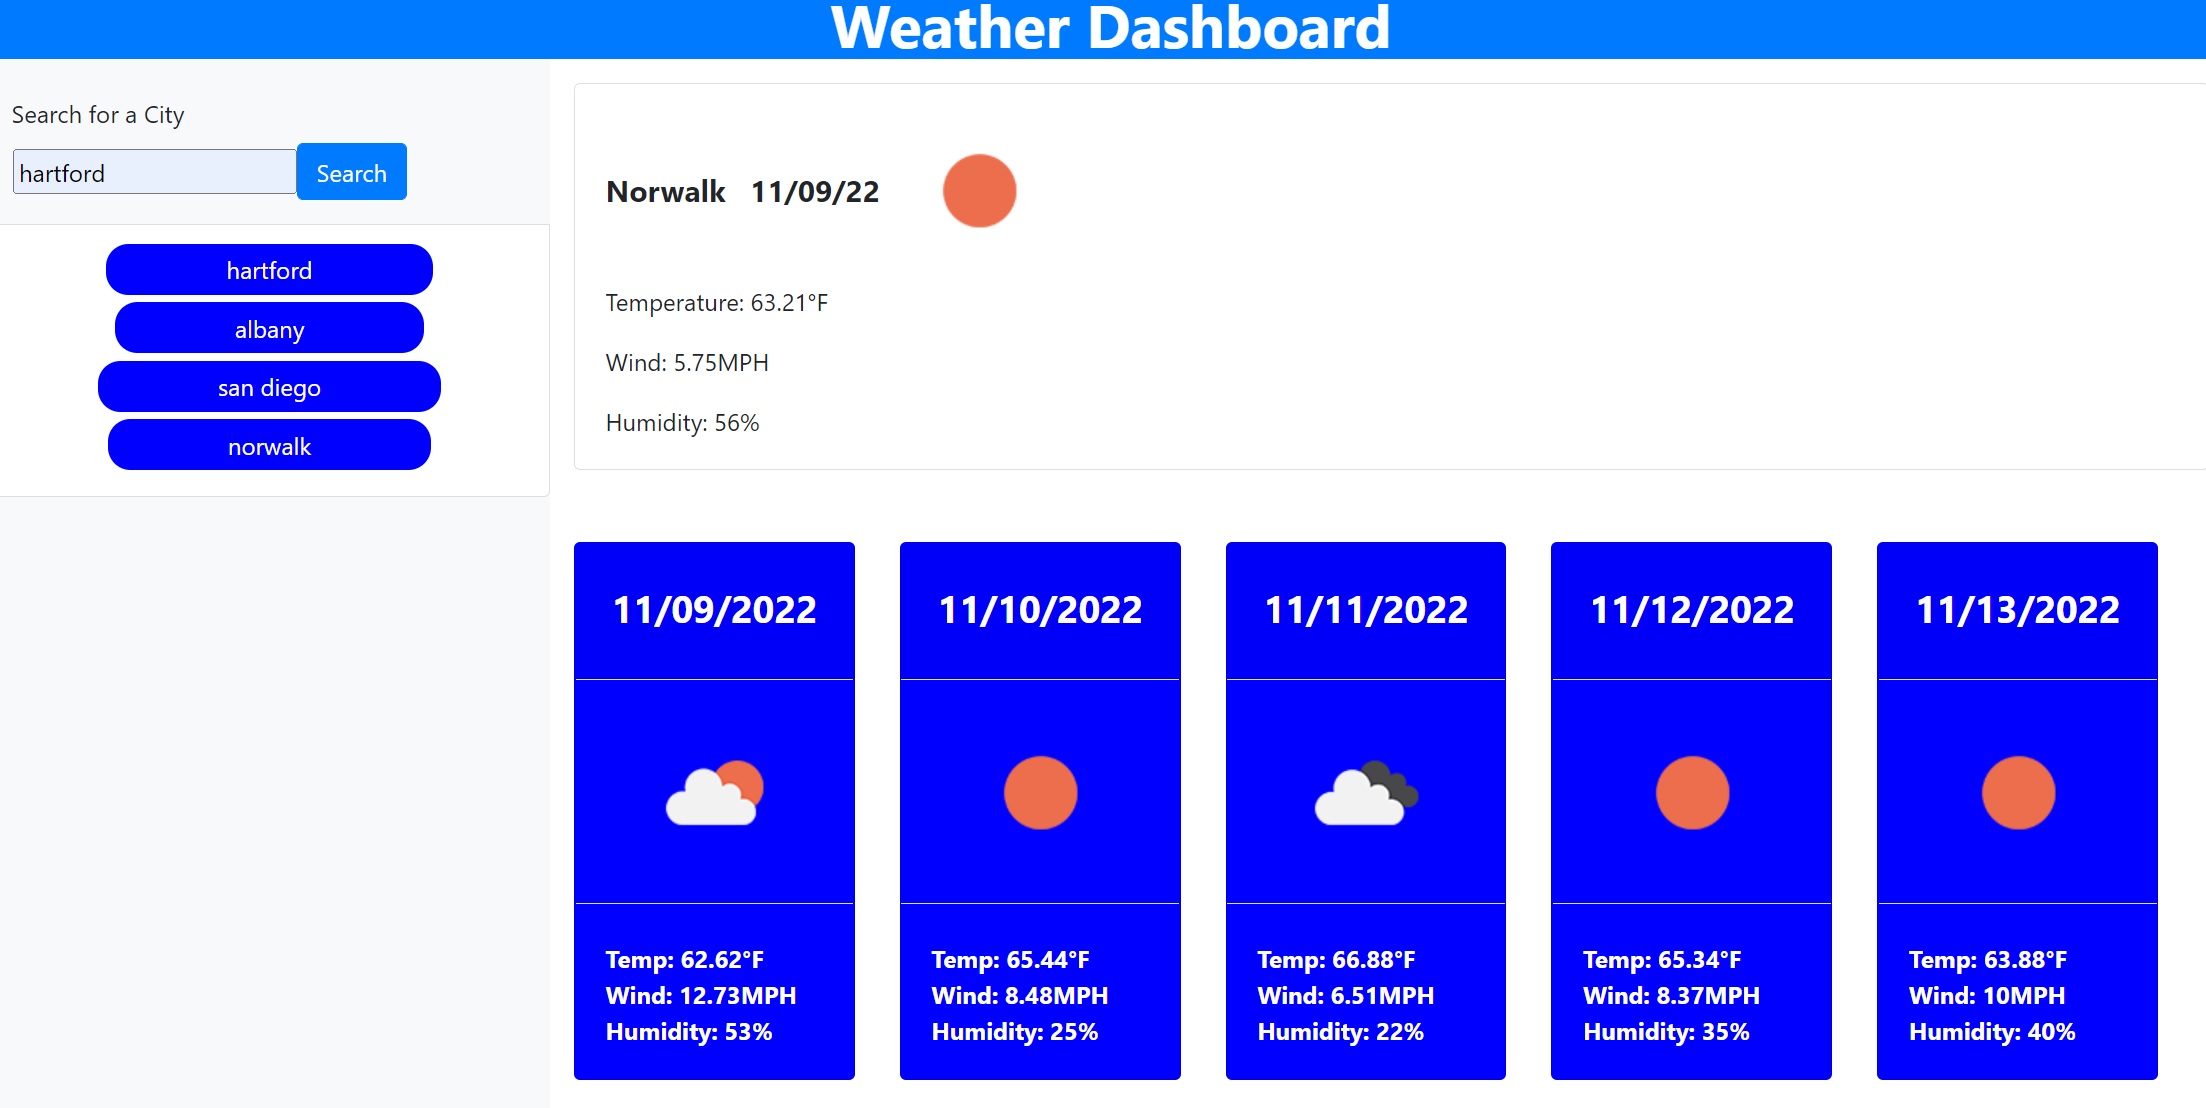 Weather Dashboard
Search for a City
hartford
Search
hartford
albany
san diego
norwalk
Norwalk 11/09/22
Temperature: 63.21°F
Wind: 5.75MPH
Humidity: 56%
11/09/2022
Temp: 62.62°F
Wind: 12.73MPH
Humidity: 53%
11/10/2022
Temp: 65.44°F
Wind: 8.48MPH
Humidity: 25%
11/11/2022
Temp: 66.88°F
Wind: 6.51MPH
Humidity: 22%
11/12/2022
Temp: 65.34°F
Wind: 8.37MPH
Humidity: 35%
11/13/2022
Temp: 63.88°F
Wind: 10MPH
Humidity: 40%